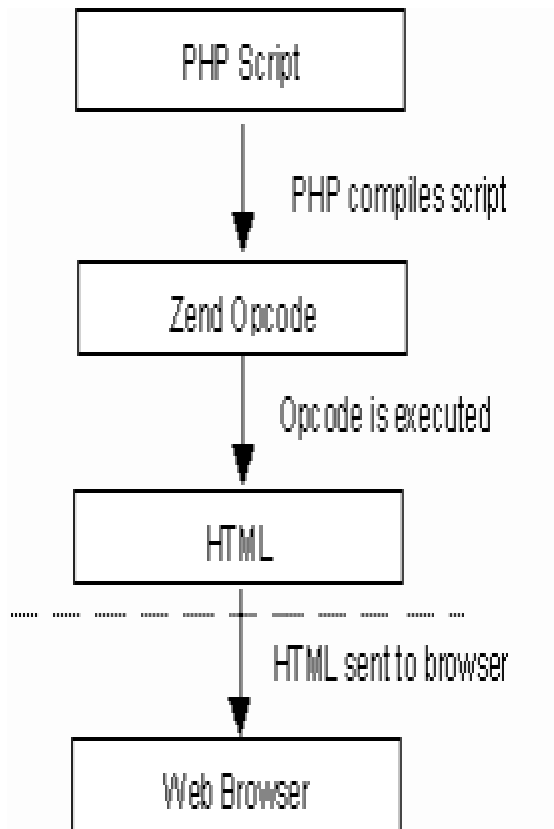 PHP Script
PHP compiles script
Zend Opcode
Opcode is executed
HTML
HTML sent to browser
Web Browser